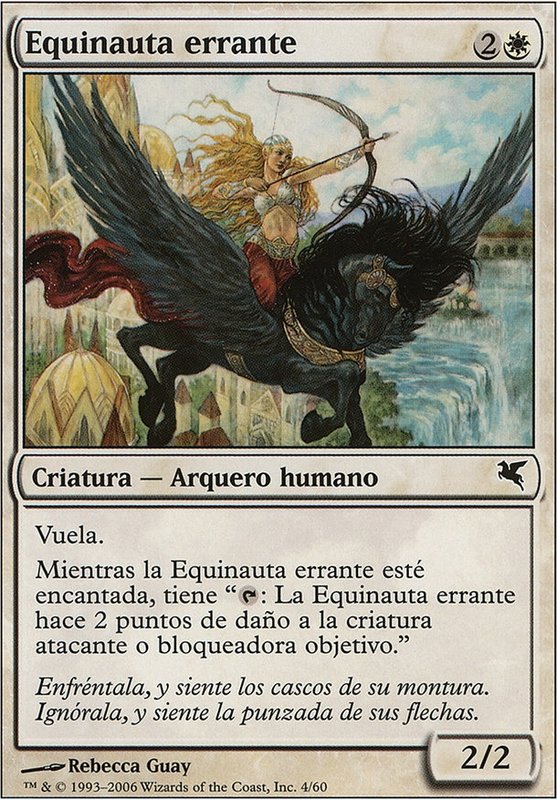 Equinauta errante 2
Criatura — Arquero humano
Vuela.
Mientras la Equinauta errante esté
encantada, tiene “: La Equinauta errante
hace 2 puntos de daño a la criatura
atacante o bloqueadora objetivo.”
Enfréntala, y siente los cascos de su montura.
Ignórala, y siente la punzada de sus flechas.
2/2
Rebecca Guay
™ & © 1993–2006 Wizards of the Coast, Inc. 4/60